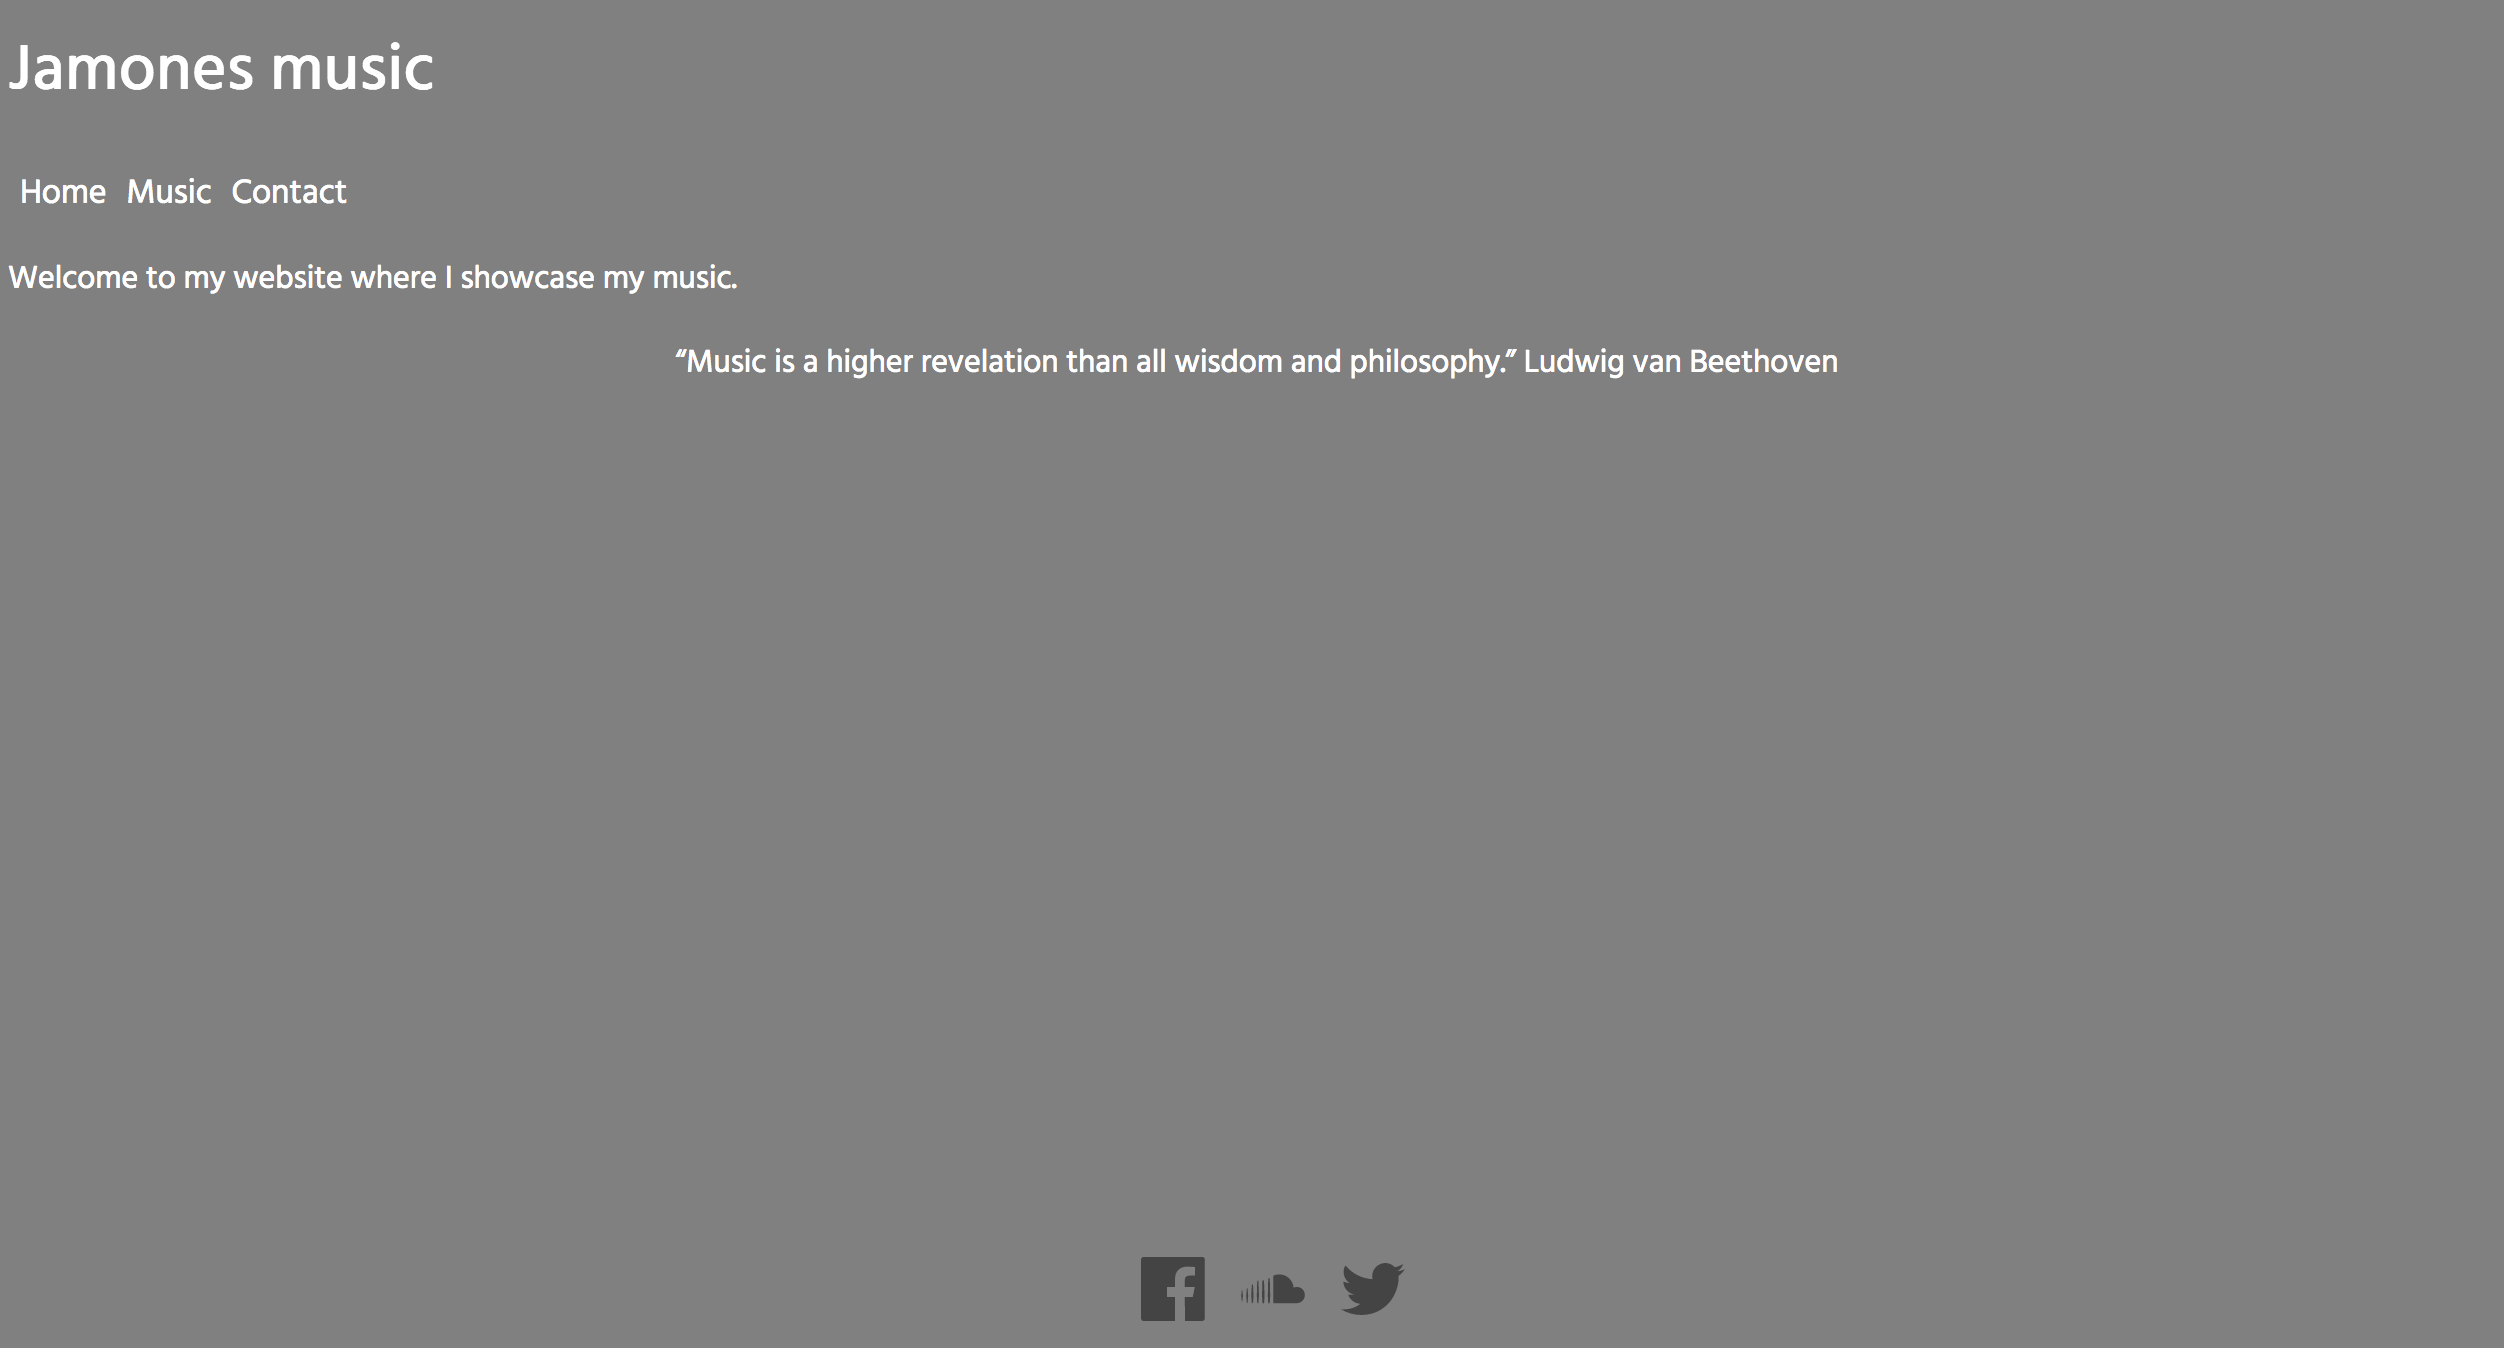 Jamones music
Home Music Contact
Welcome to my website where I showcase my music.
“Music is a higher revelation than all wisdom and philosophy.” Ludwig van Beethoven